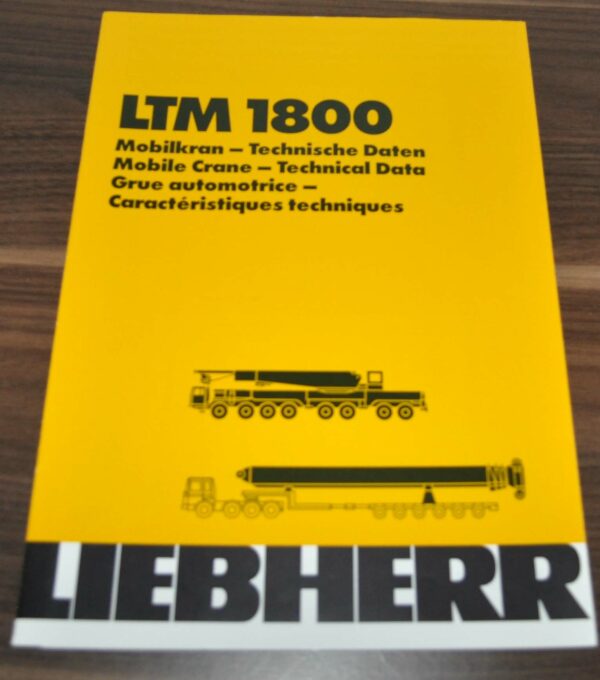 LTM 1800
Mobilkran – Technische Daten
Mobile Crane – Technical Data
Grue automotrice –
Caractéristiques techniques
LIEBHERR